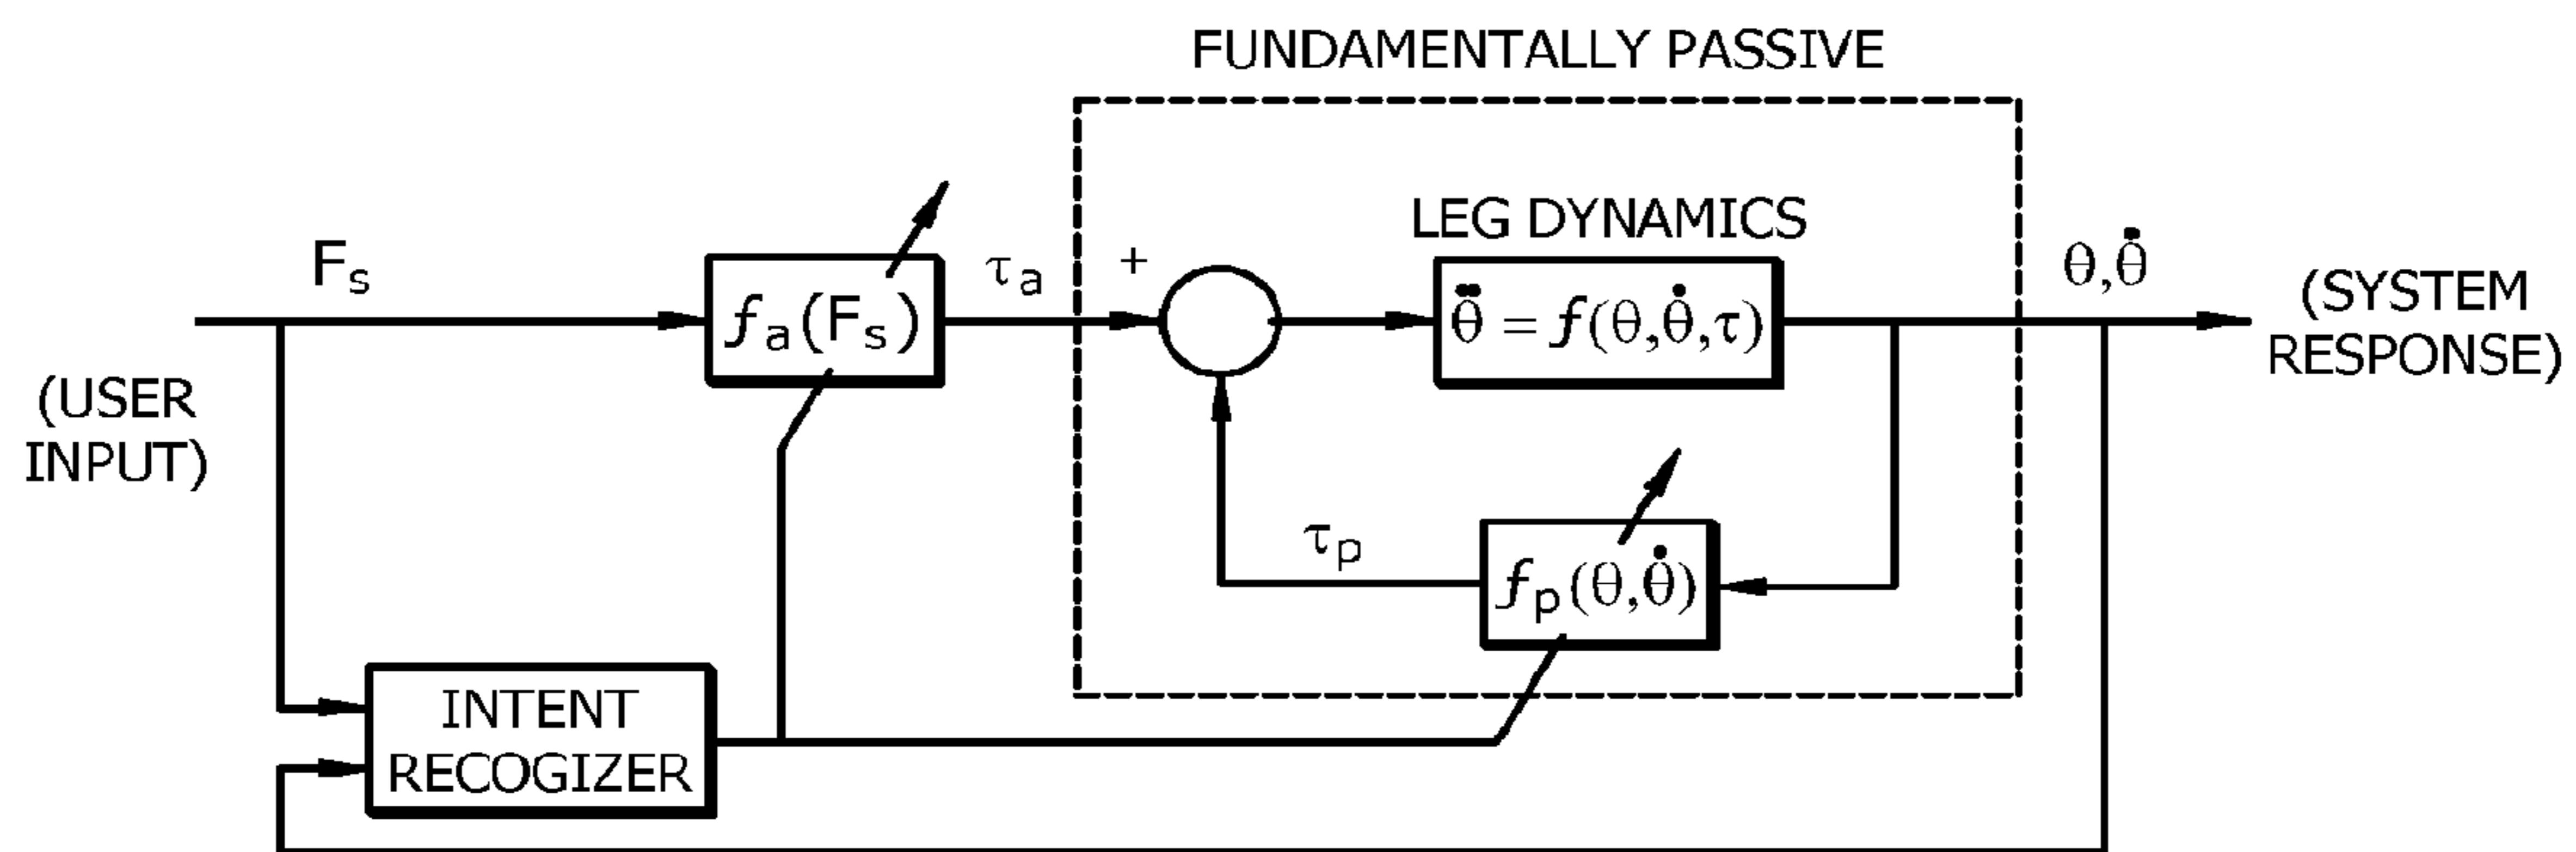 FUNDAMENTALLY PASSIVE
LEG DYNAMICS
Fₛ
fₐ(Fₛ)
τₐ
+
θ̈ = f(θ,θ̇,τ)
θ,θ̇
(SYSTEM
RESPONSE)
(USER
INPUT)
τₚ
fₚ(θ,θ̇)
INTENT
RECOGIZER